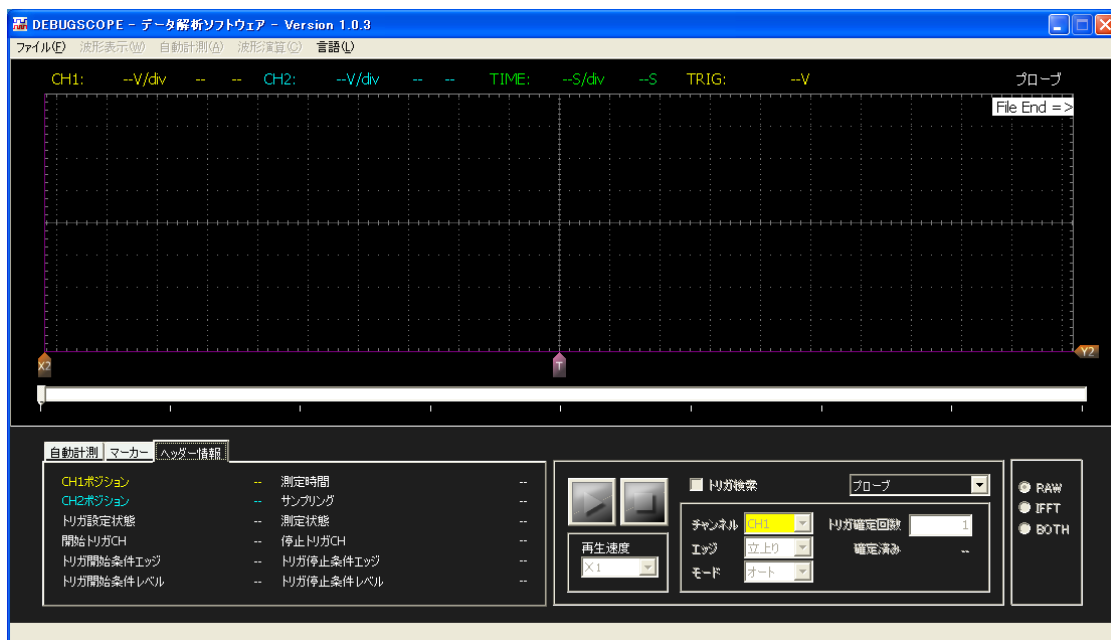 DEBUGSCOPE - データ解析ソフトウェア - Version 1.0.3
ファイル(F) 波形表示(W) 自動計測(A) 波形演算(C) 言語(L)
CH1: --V/div -- -- CH2: --V/div -- -- TIME: --S/div --S TRIG: --V プローブ
File End =>
X2 T Y2
自動計測 マーカー ヘッダー情報
CH1ポジション -- 測定時間 --
CH2ポジション -- サンプリング --
トリガ設定状態 -- 測定状態 --
開始トリガCH -- 停止トリガCH --
トリガ開始条件エッジ -- トリガ停止条件エッジ --
トリガ開始条件レベル -- トリガ停止条件レベル --
再生速度
X1
トリガ検索 プローブ
チャンネル CH1 トリガ確定回数 1
エッジ 立上り 確定済み --
モード オート
RAW
IFFT
BOTH